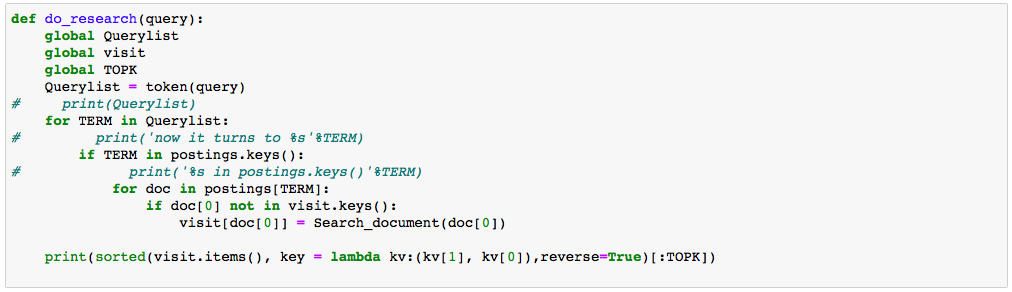 def do_research(query):
    global Querylist
    global visit
    global TOPK
    Querylist = token(query)
#     print(Querylist)
    for TERM in Querylist:
#         print('now it turns to %s'%TERM)
        if TERM in postings.keys():
#             print('%s in postings.keys()'%TERM)
            for doc in postings[TERM]:
                if doc[0] not in visit.keys():
                    visit[doc[0]] = Search_document(doc[0])
    print(sorted(visit.items(), key = lambda kv:(kv[1], kv[0]),reverse=True)[:TOPK])